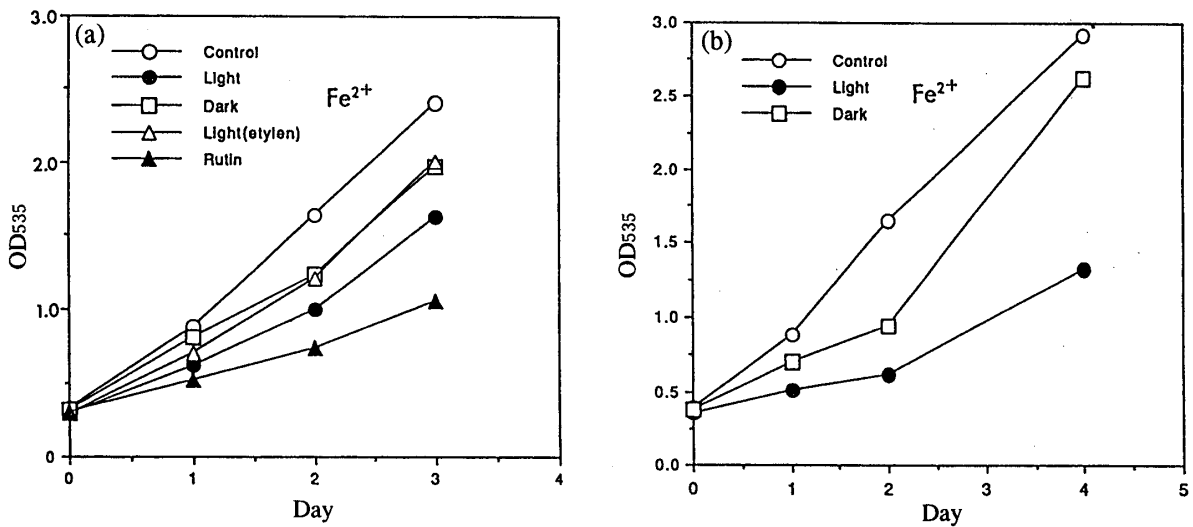 (a)
Control
Light
Dark
Light(etylen)
Rutin
Fe²⁺
OD535
3.0
2.0
1.0
0
0 1 2 3 4
Day
(b)
Control
Light
Dark
Fe²⁺
OD535
3.0
2.5
2.0
1.5
1.0
0.5
0.0
0 1 2 3 4 5
Day